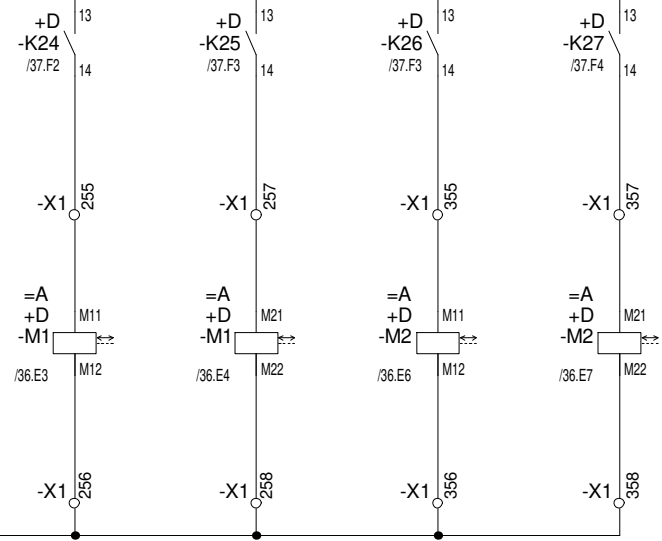 +D 13 +D 13 +D 13 +D 13
-K24 -K25 -K26 -K27
/37.F2 14 /37.F3 14 /37.F3 14 /37.F4 14
-X1 255 -X1 257 -X1 355 -X1 357
=A =A =A =A
+D M11 +D M21 +D M11 +D M21
-M1 -M1 -M2 -M2
/36.E3 M12 /36.E4 M22 /36.E6 M12 /36.E7 M22
-X1 256 -X1 258 -X1 356 -X1 358